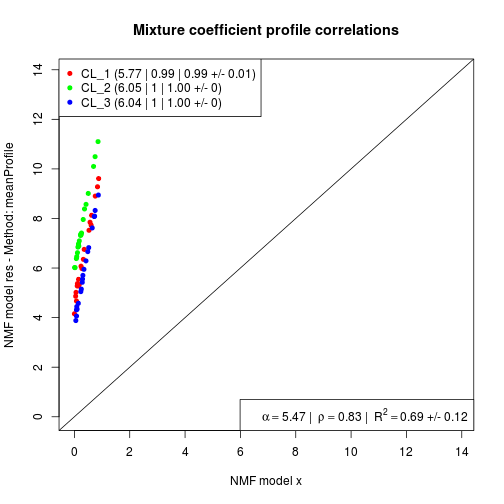 Mixture coefficient profile correlations
CL_1 (5.77 | 0.99 | 0.99 +/- 0.01)
CL_2 (6.05 | 1 | 1.00 +/- 0)
CL_3 (6.04 | 1 | 1.00 +/- 0)
NMF model res - Method: meanProfile
14
12
10
8
6
4
2
0
α = 5.47 | ρ = 0.83 | R² = 0.69 +/- 0.12
0 2 4 6 8 10 12 14
NMF model x